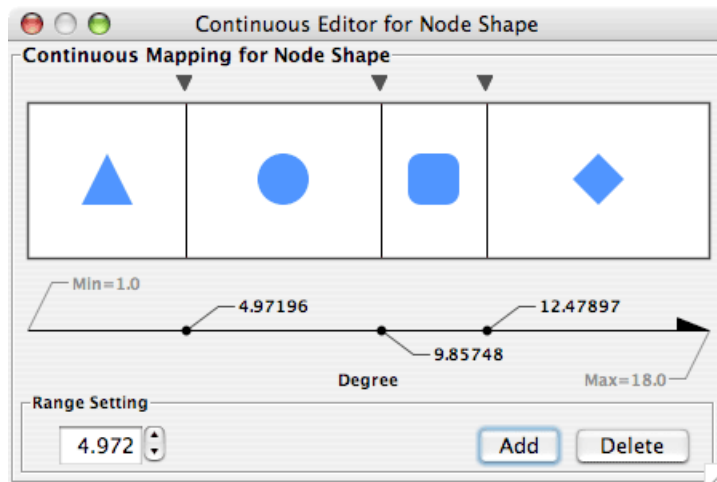 Continuous Editor for Node Shape
Continuous Mapping for Node Shape
Min=1.0
4.97196
12.47897
9.85748
Degree
Max=18.0
Range Setting
4.972
Add
Delete